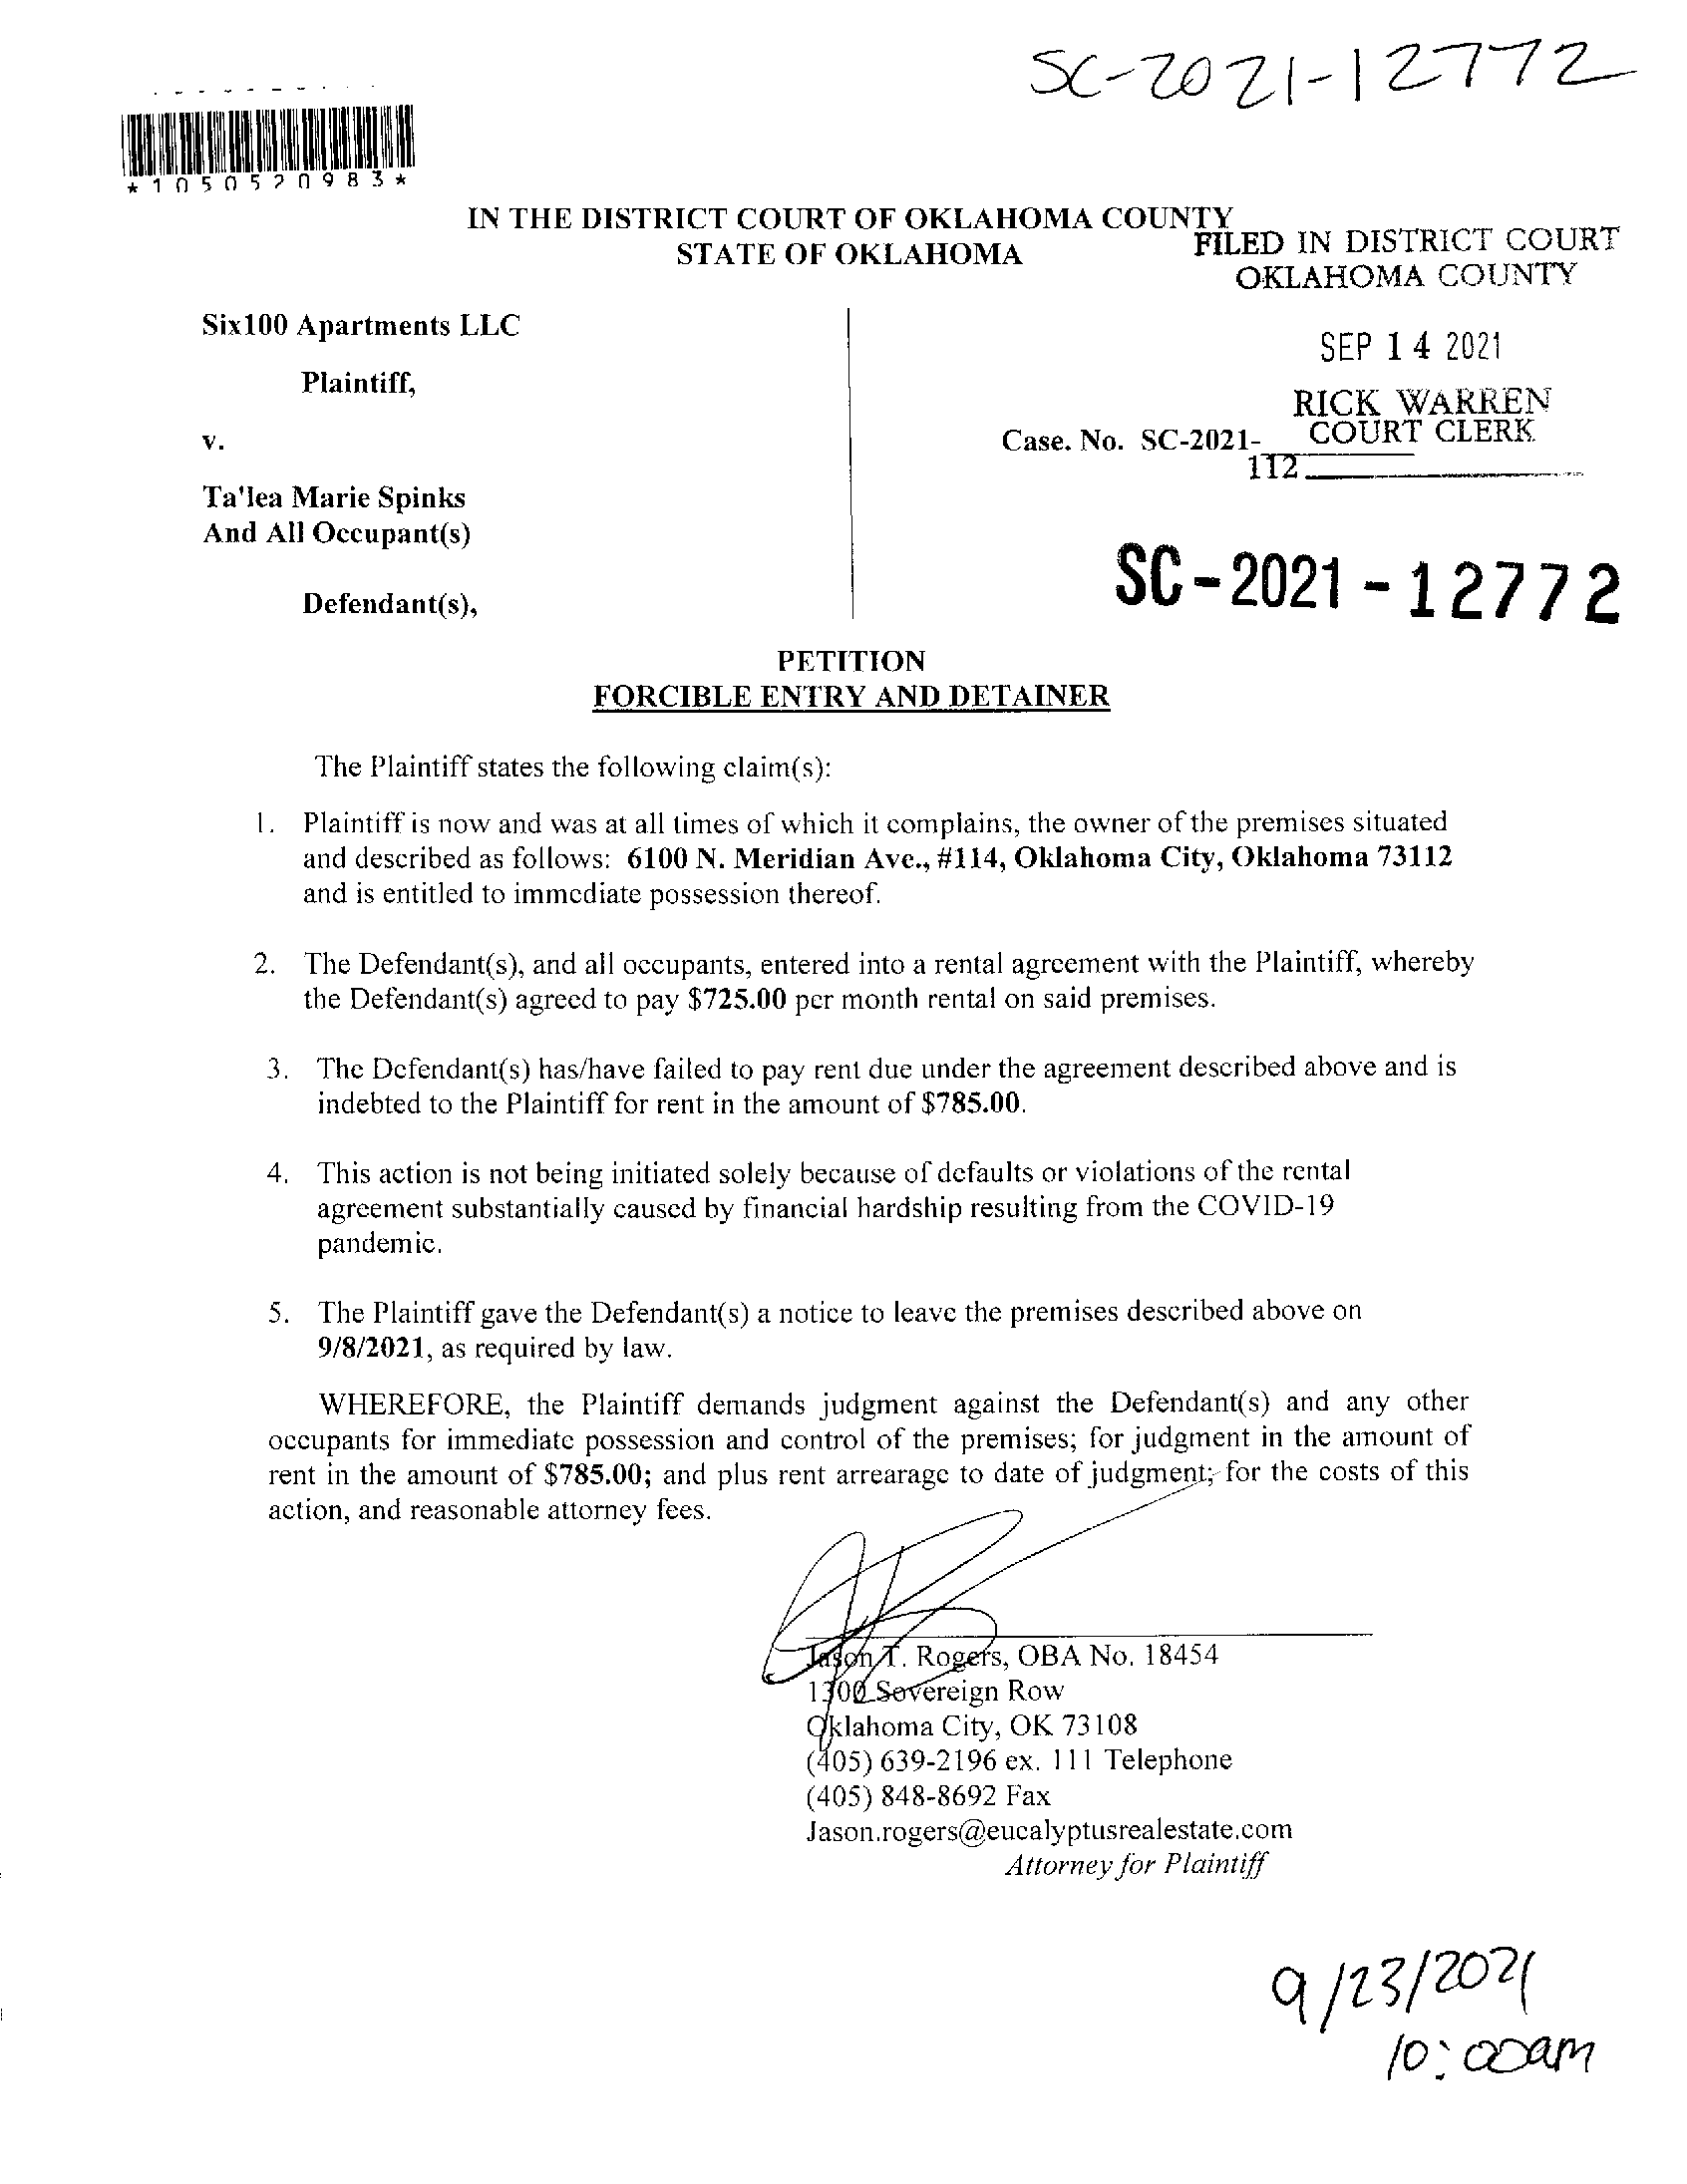 SC-2021-12772
*1050520983*
IN THE DISTRICT COURT OF OKLAHOMA COUNTY
STATE OF OKLAHOMA
FILED IN DISTRICT COURT
OKLAHOMA COUNTY
SEP 14 2021
RICK WARREN
COURT CLERK
112
Six100 Apartments LLC
Plaintiff,
v.
Case. No. SC-2021-
Ta'lea Marie Spinks
And All Occupant(s)
Defendant(s),
SC-2021-12772
PETITION
FORCIBLE ENTRY AND DETAINER
The Plaintiff states the following claim(s):
1. Plaintiff is now and was at all times of which it complains, the owner of the premises situated
and described as follows: 6100 N. Meridian Ave., #114, Oklahoma City, Oklahoma 73112
and is entitled to immediate possession thereof.
2. The Defendant(s), and all occupants, entered into a rental agreement with the Plaintiff, whereby
the Defendant(s) agreed to pay $725.00 per month rental on said premises.
3. The Defendant(s) has/have failed to pay rent due under the agreement described above and is
indebted to the Plaintiff for rent in the amount of $785.00.
4. This action is not being initiated solely because of defaults or violations of the rental
agreement substantially caused by financial hardship resulting from the COVID-19
pandemic.
5. The Plaintiff gave the Defendant(s) a notice to leave the premises described above on
9/8/2021, as required by law.
WHEREFORE, the Plaintiff demands judgment against the Defendant(s) and any other
occupants for immediate possession and control of the premises; for judgment in the amount of
rent in the amount of $785.00; and plus rent arrearage to date of judgment; for the costs of this
action, and reasonable attorney fees.
Jason T. Rogers, OBA No. 18454
1300 Sovereign Row
Oklahoma City, OK 73108
(405) 639-2196 ex. 111 Telephone
(405) 848-8692 Fax
Jason.rogers@eucalyptusrealestate.com
Attorney for Plaintiff
9/23/2021
10:00am